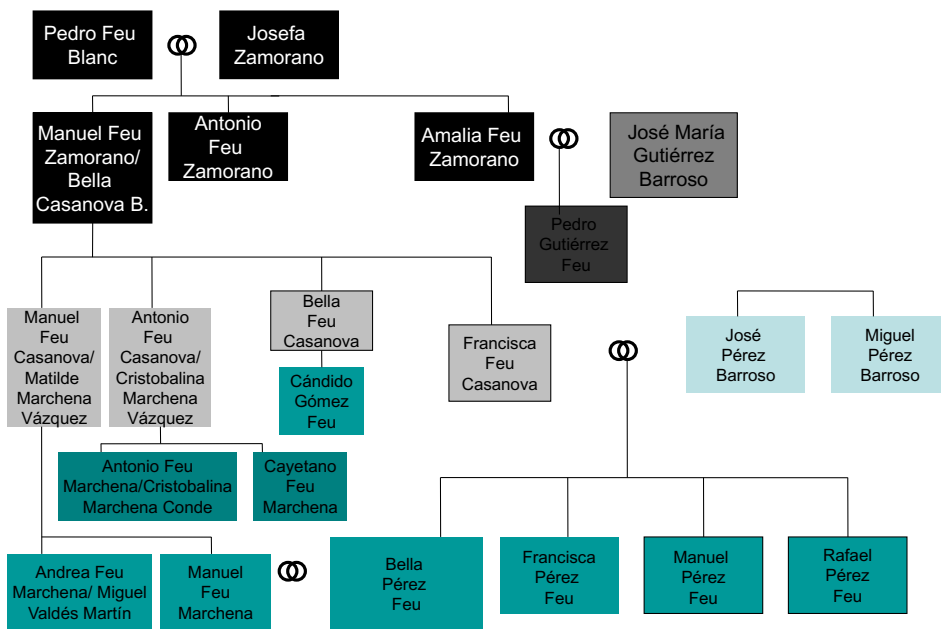 Pedro Feu
Blanc
Josefa
Zamorano
Manuel Feu
Zamorano/
Bella
Casanova B.
Antonio
Feu
Zamorano
Amalia Feu
Zamorano
José María
Gutiérrez
Barroso
Pedro
Gutiérrez
Feu
Manuel
Feu
Casanova/
Matilde
Marchena
Vázquez
Antonio
Feu
Casanova/
Cristobalina
Marchena
Vázquez
Bella
Feu
Casanova
Francisca
Feu
Casanova
José
Pérez
Barroso
Miguel
Pérez
Barroso
Cándido
Gómez
Feu
Antonio Feu
Marchena/Cristobalina
Marchena Conde
Cayetano
Feu
Marchena
Andrea Feu
Marchena/ Miguel
Valdés Martín
Manuel
Feu
Marchena
Bella
Pérez
Feu
Francisca
Pérez
Feu
Manuel
Pérez
Feu
Rafael
Pérez
Feu